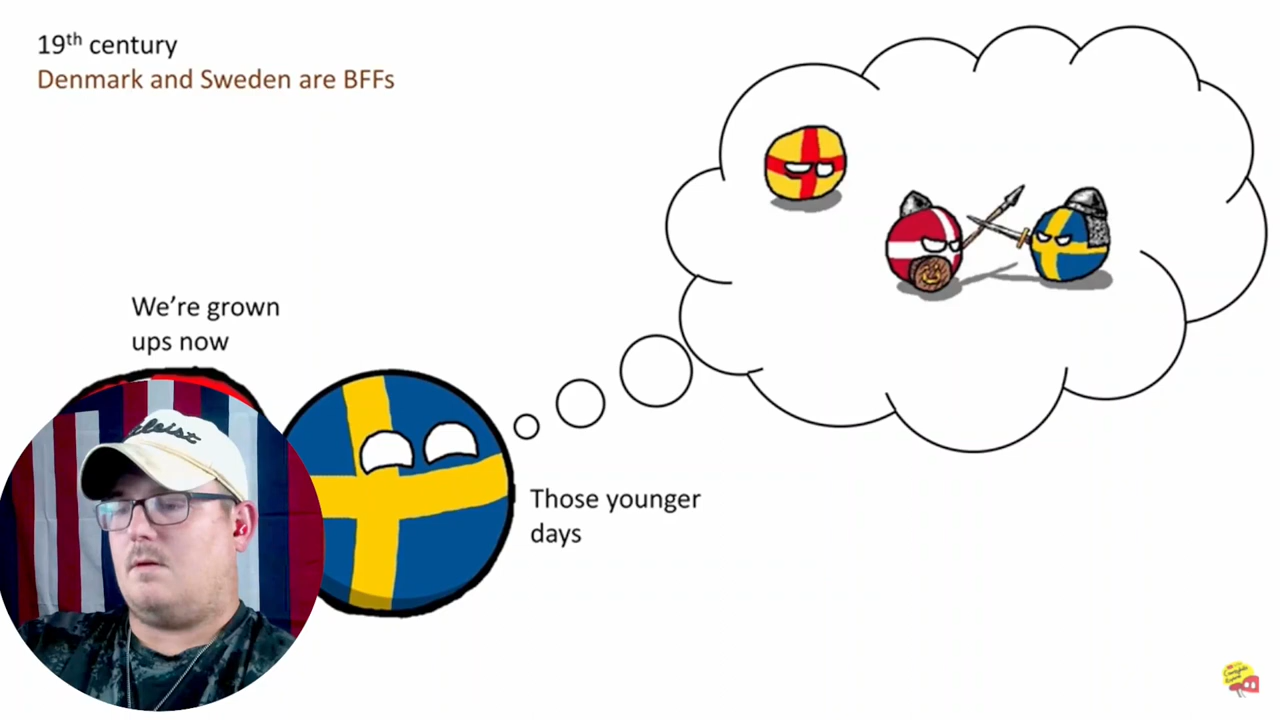 19th century
Denmark and Sweden are BFFs
We're grown
ups now
Those younger
days